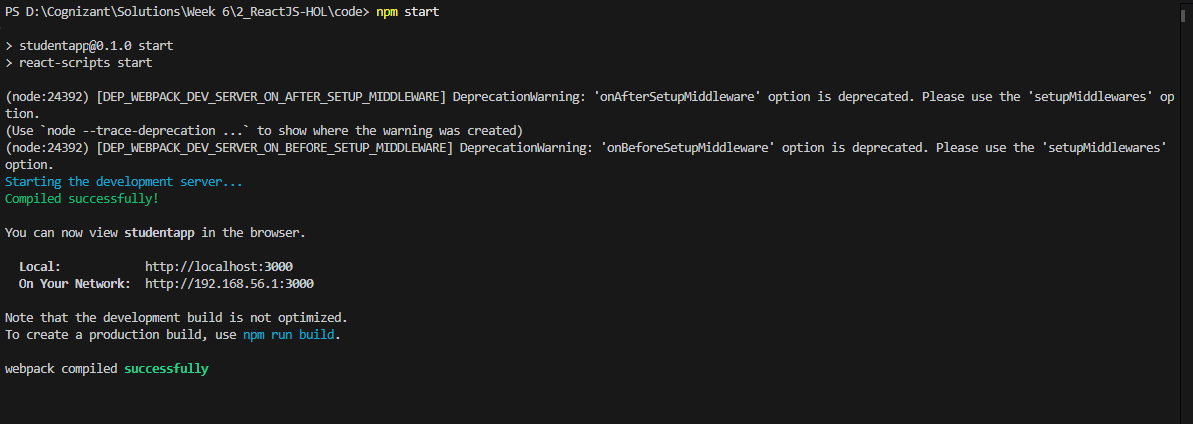 PS D:\Cognizant\Solutions\Week 6\2_ReactJS-HOL\code> npm start
> studentapp@0.1.0 start
> react-scripts start
(node:24392) [DEP_WEBPACK_DEV_SERVER_ON_AFTER_SETUP_MIDDLEWARE] DeprecationWarning: 'onAfterSetupMiddleware' option is deprecated. Please use the 'setupMiddlewares' op
tion.
(Use `node --trace-deprecation ...` to show where the warning was created)
(node:24392) [DEP_WEBPACK_DEV_SERVER_ON_BEFORE_SETUP_MIDDLEWARE] DeprecationWarning: 'onBeforeSetupMiddleware' option is deprecated. Please use the 'setupMiddlewares'
option.
Starting the development server...
Compiled successfully!
You can now view studentapp in the browser.
Local: http://localhost:3000
On Your Network: http://192.168.56.1:3000
Note that the development build is not optimized.
To create a production build, use npm run build.
webpack compiled successfully